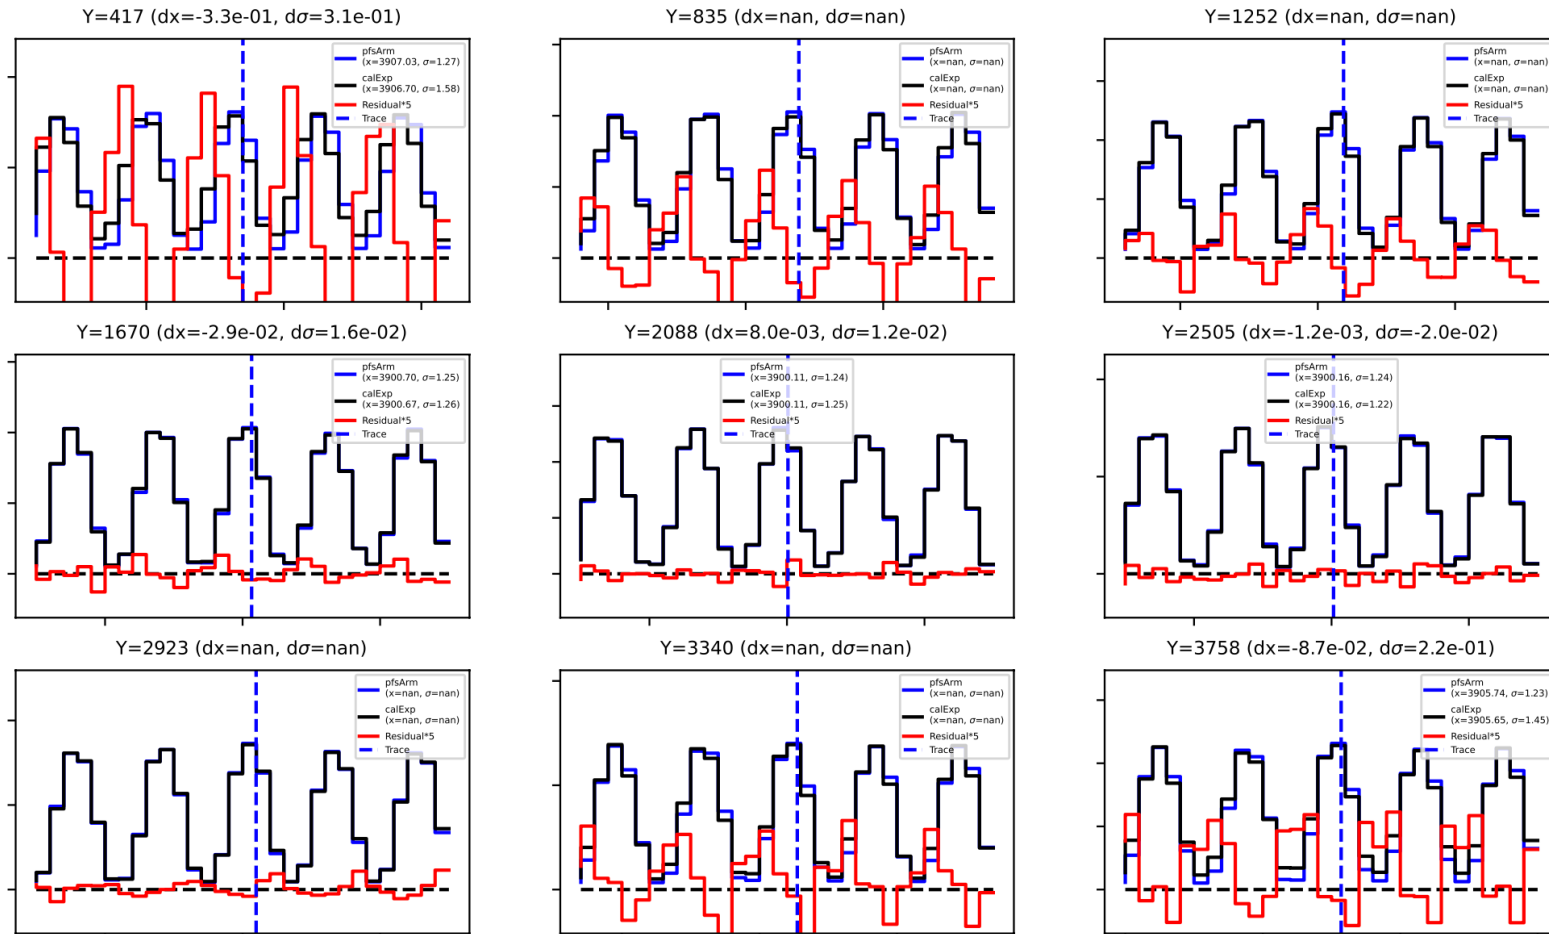 Y=417 (dx=-3.3e-01, dσ=3.1e-01)
pfsArm
(x=3907.03, σ=1.27)
calExp
(x=3906.70, σ=1.58)
Residual*5
Trace
Y=835 (dx=nan, dσ=nan)
pfsArm
(x=nan, σ=nan)
calExp
(x=nan, σ=nan)
Residual*5
Trace
Y=1252 (dx=nan, dσ=nan)
pfsArm
(x=nan, σ=nan)
calExp
(x=nan, σ=nan)
Residual*5
Trace
Y=1670 (dx=-2.9e-02, dσ=1.6e-02)
pfsArm
(x=3900.70, σ=1.25)
calExp
(x=3900.67, σ=1.26)
Residual*5
Trace
Y=2088 (dx=8.0e-03, dσ=1.2e-02)
pfsArm
(x=3900.11, σ=1.24)
calExp
(x=3900.11, σ=1.25)
Residual*5
Trace
Y=2505 (dx=-1.2e-03, dσ=-2.0e-02)
pfsArm
(x=3900.16, σ=1.24)
calExp
(x=3900.16, σ=1.22)
Residual*5
Trace
Y=2923 (dx=nan, dσ=nan)
pfsArm
(x=nan, σ=nan)
calExp
(x=nan, σ=nan)
Residual*5
Trace
Y=3340 (dx=nan, dσ=nan)
pfsArm
(x=nan, σ=nan)
calExp
(x=nan, σ=nan)
Residual*5
Trace
Y=3758 (dx=-8.7e-02, dσ=2.2e-01)
pfsArm
(x=3905.74, σ=1.23)
calExp
(x=3905.65, σ=1.45)
Residual*5
Trace